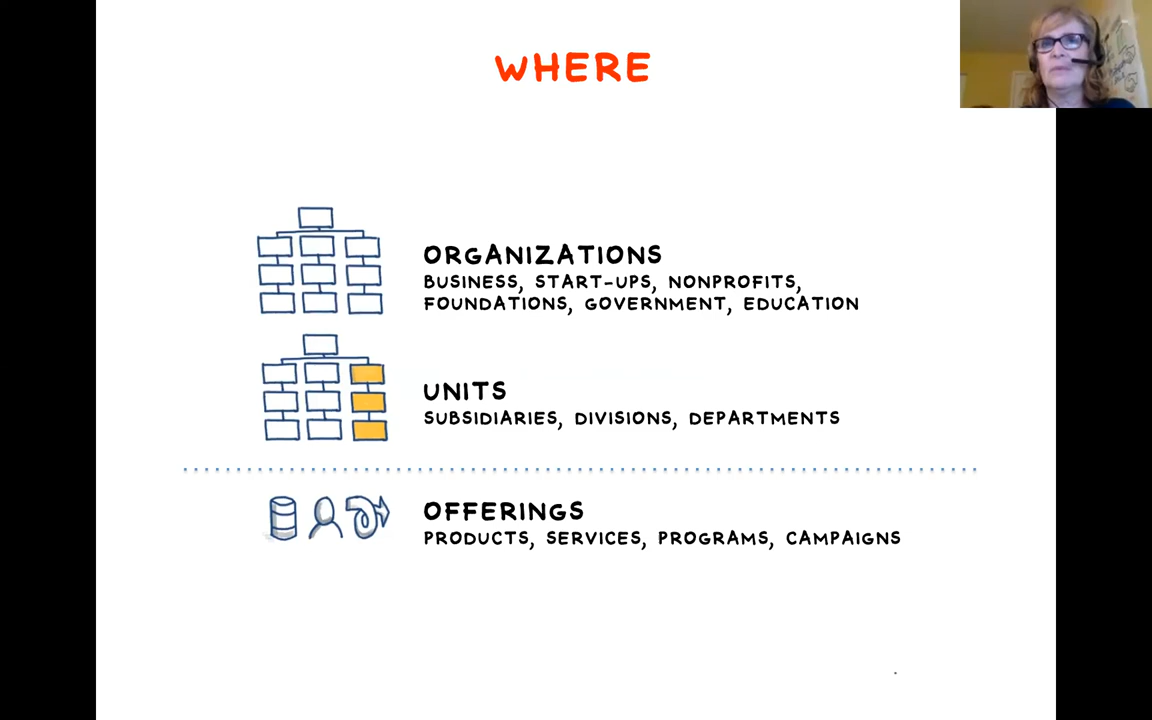 WHERE
ORGANIZATIONS
BUSINESS, START-UPS, NONPROFITS,
FOUNDATIONS, GOVERNMENT, EDUCATION
UNITS
SUBSIDIARIES, DIVISIONS, DEPARTMENTS
OFFERINGS
PRODUCTS, SERVICES, PROGRAMS, CAMPAIGNS